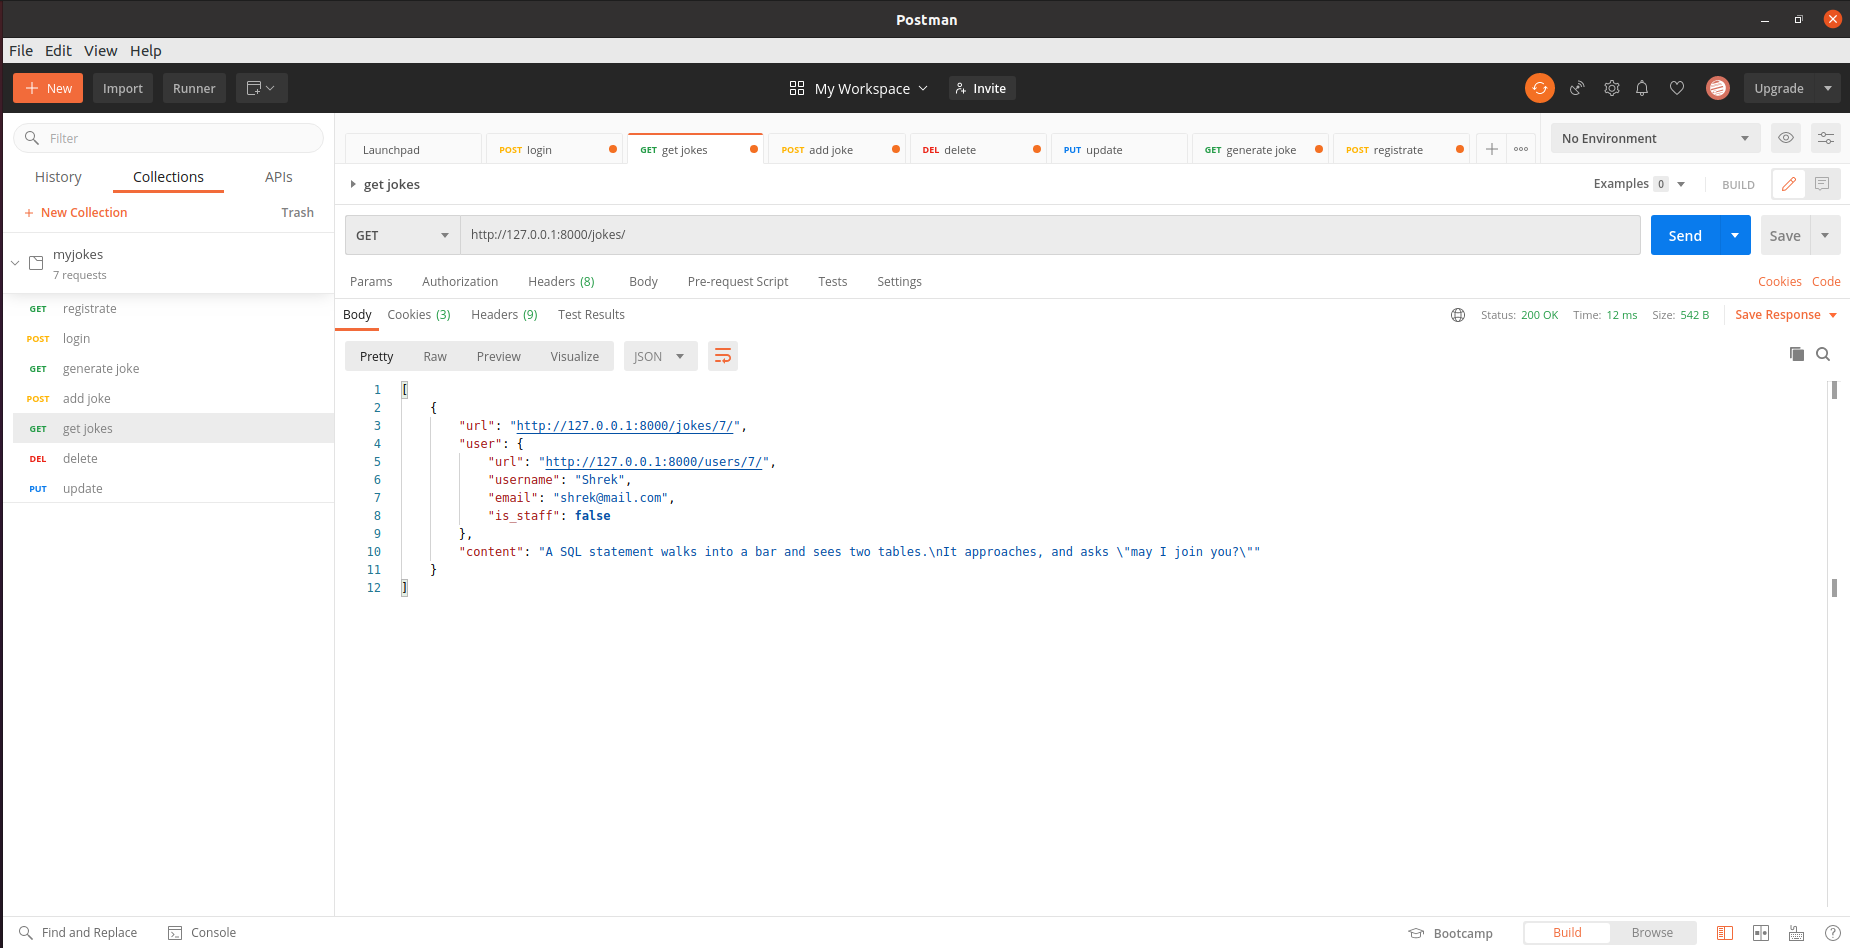 Postman
File Edit View Help
New Import Runner My Workspace Invite Upgrade
Filter
History Collections APIs
New Collection Trash
myjokes
7 requests
GET registrate
POST login
GET generate joke
POST add joke
GET get jokes
DEL delete
PUT update
Launchpad POST login GET get jokes POST add joke DEL delete PUT update GET generate joke POST registrate No Environment
get jokes Examples 0 BUILD
GET http://127.0.0.1:8000/jokes/ Send Save
Params Authorization Headers (8) Body Pre-request Script Tests Settings Cookies Code
Body Cookies (3) Headers (9) Test Results Status: 200 OK Time: 12 ms Size: 542 B Save Response
Pretty Raw Preview Visualize JSON
1 [
2 {
3 "url": "http://127.0.0.1:8000/jokes/7/",
4 "user": {
5 "url": "http://127.0.0.1:8000/users/7/",
6 "username": "Shrek",
7 "email": "shrek@mail.com",
8 "is_staff": false
9 },
10 "content": "A SQL statement walks into a bar and sees two tables.\nIt approaches, and asks \"may I join you?\""
11 }
12 ]
Find and Replace Console Bootcamp Build Browse